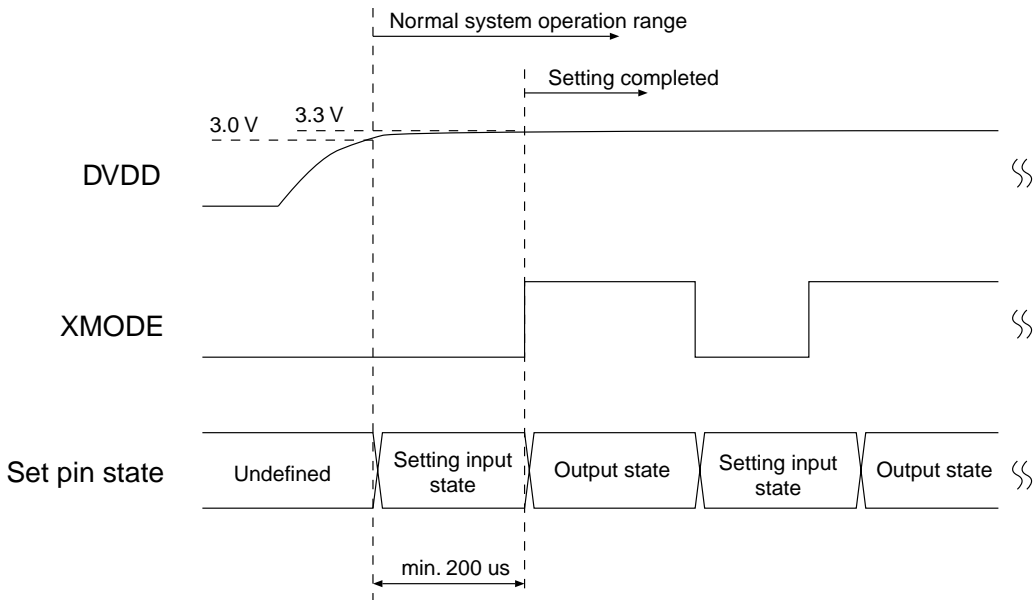 Normal system operation range
Setting completed
3.0 V
3.3 V
DVDD
XMODE
Set pin state
Undefined
Setting input
state
Output state
Setting input
state
Output state
min. 200 us